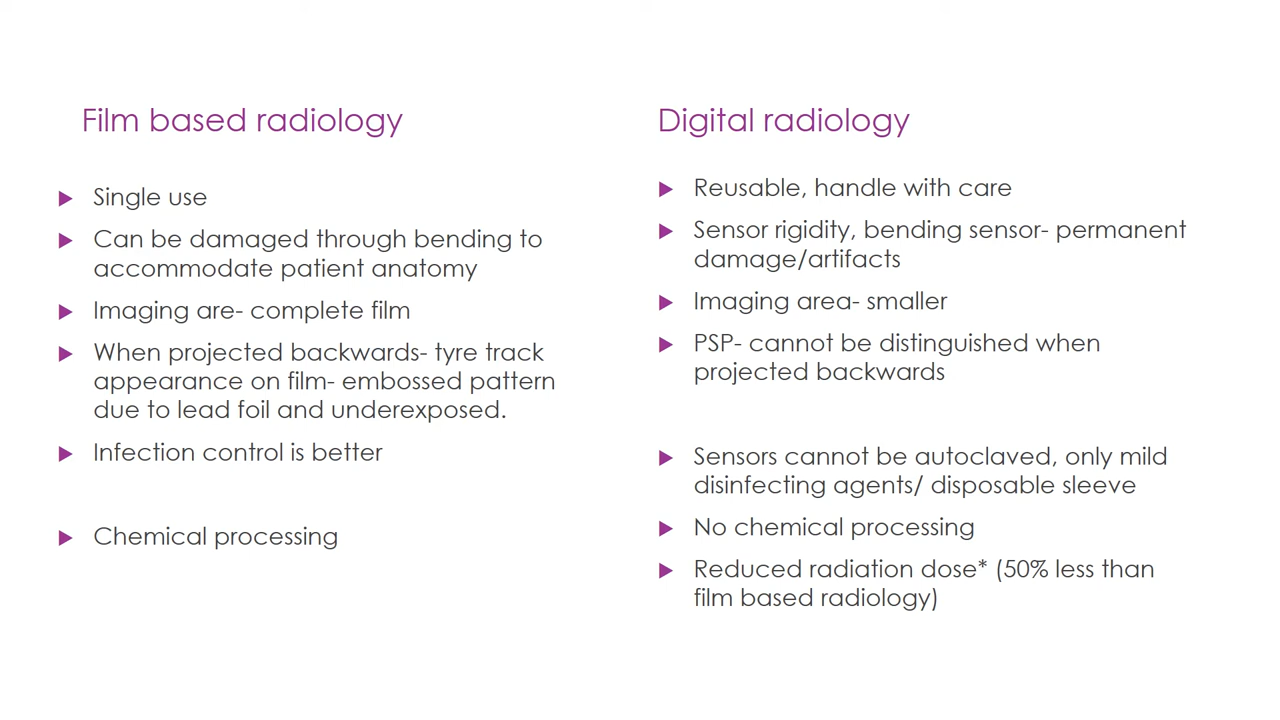 Film based radiology
Single use
Can be damaged through bending to
accommodate patient anatomy
Imaging are- complete film
When projected backwards- tyre track
appearance on film- embossed pattern
due to lead foil and underexposed.
Infection control is better
Chemical processing
Digital radiology
Reusable, handle with care
Sensor rigidity, bending sensor- permanent
damage/artifacts
Imaging area- smaller
PSP- cannot be distinguished when
projected backwards
Sensors cannot be autoclaved, only mild
disinfecting agents/ disposable sleeve
No chemical processing
Reduced radiation dose* (50% less than
film based radiology)